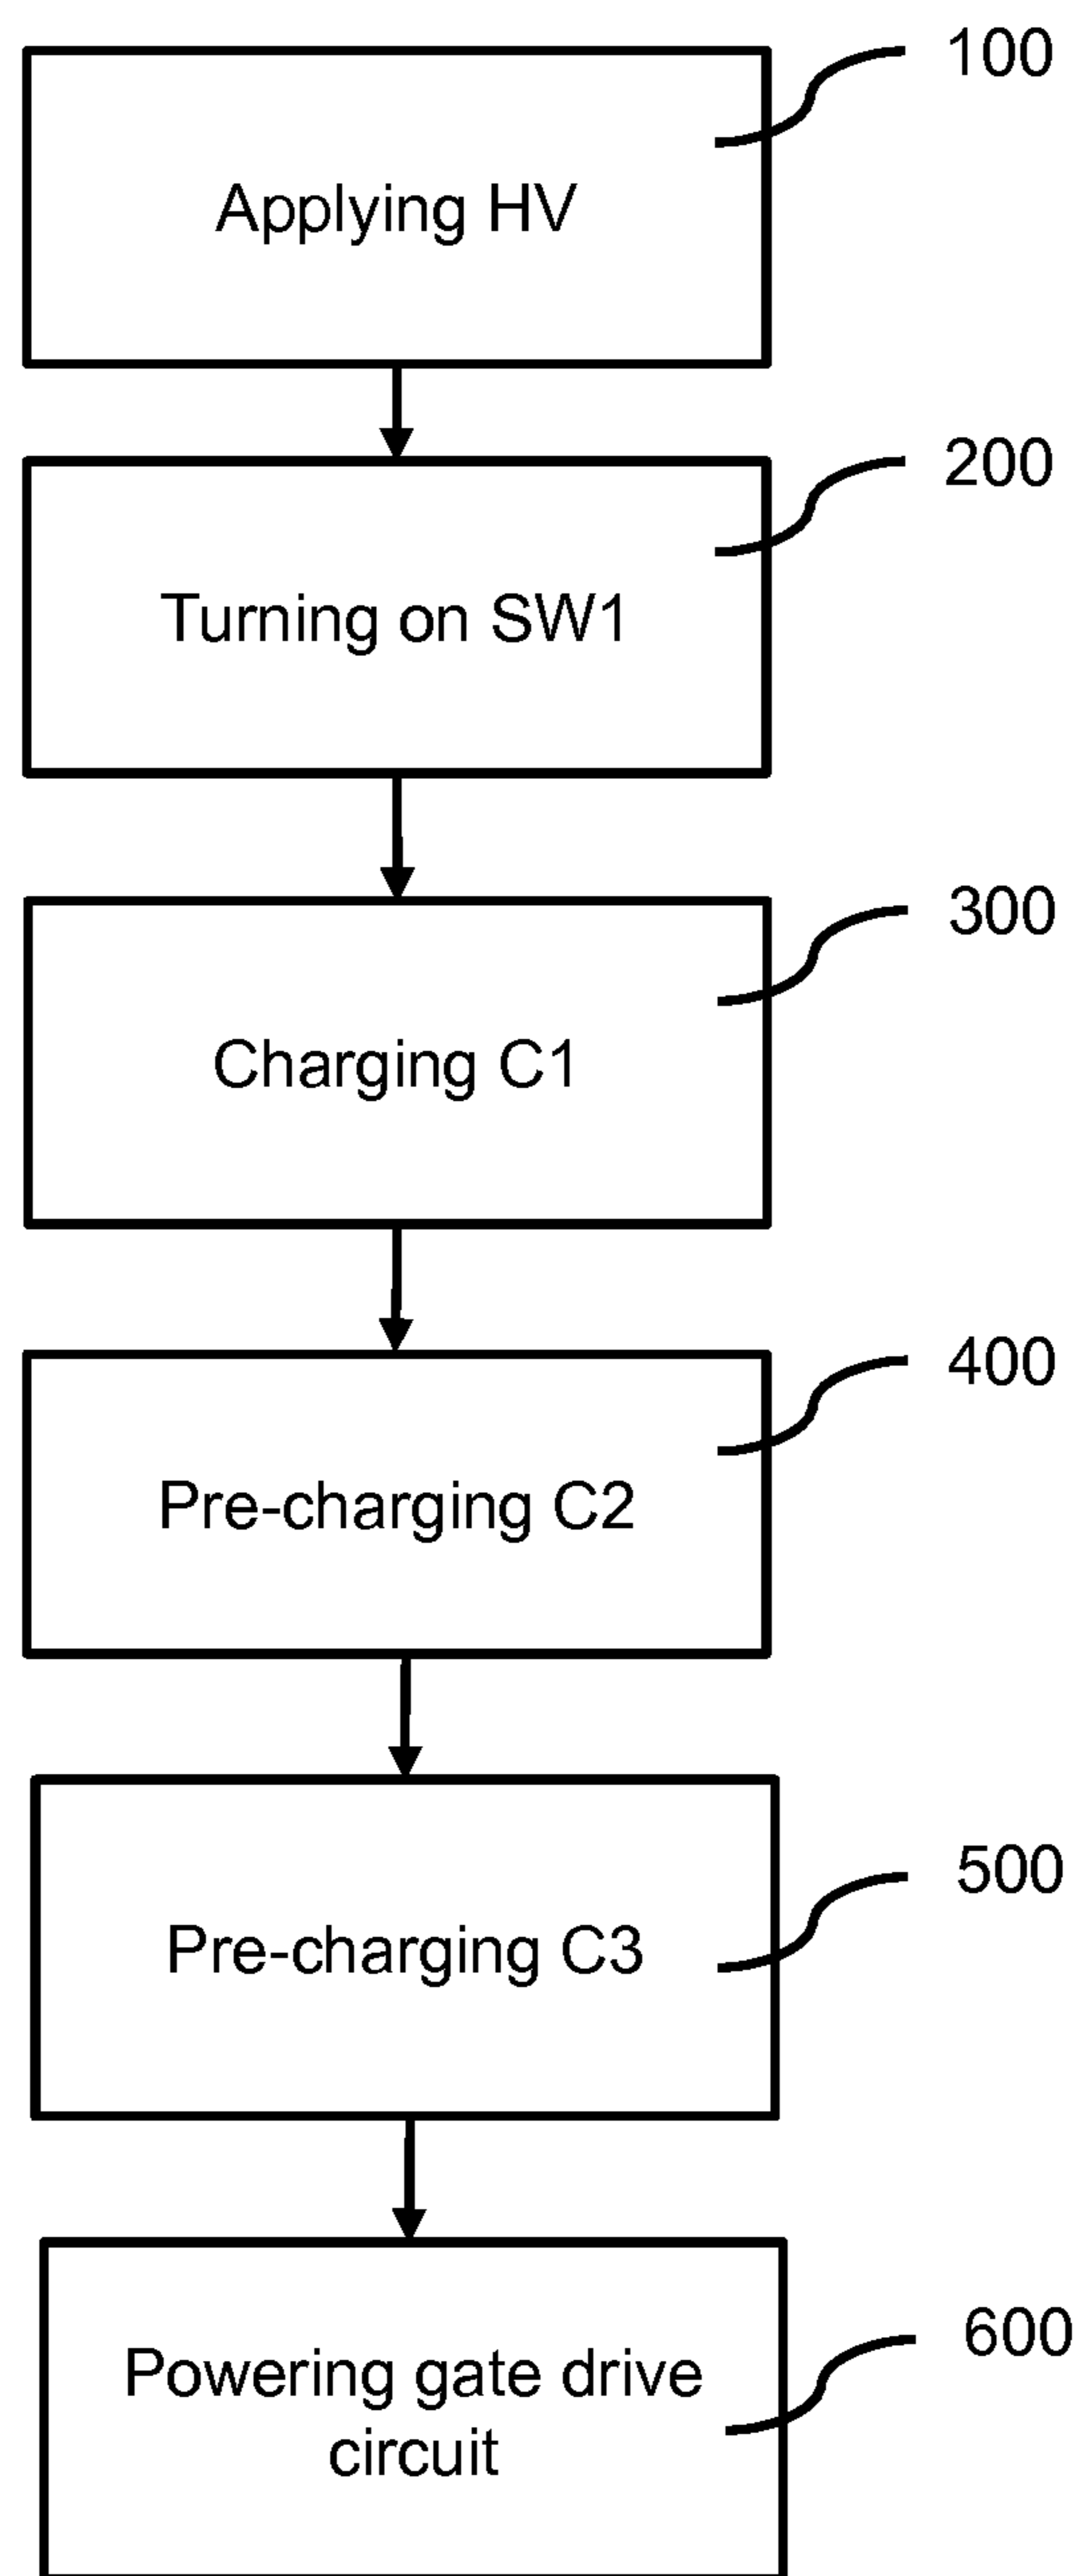 100
Applying HV
200
Turning on SW1
300
Charging C1
400
Pre-charging C2
500
Pre-charging C3
600
Powering gate drive
circuit